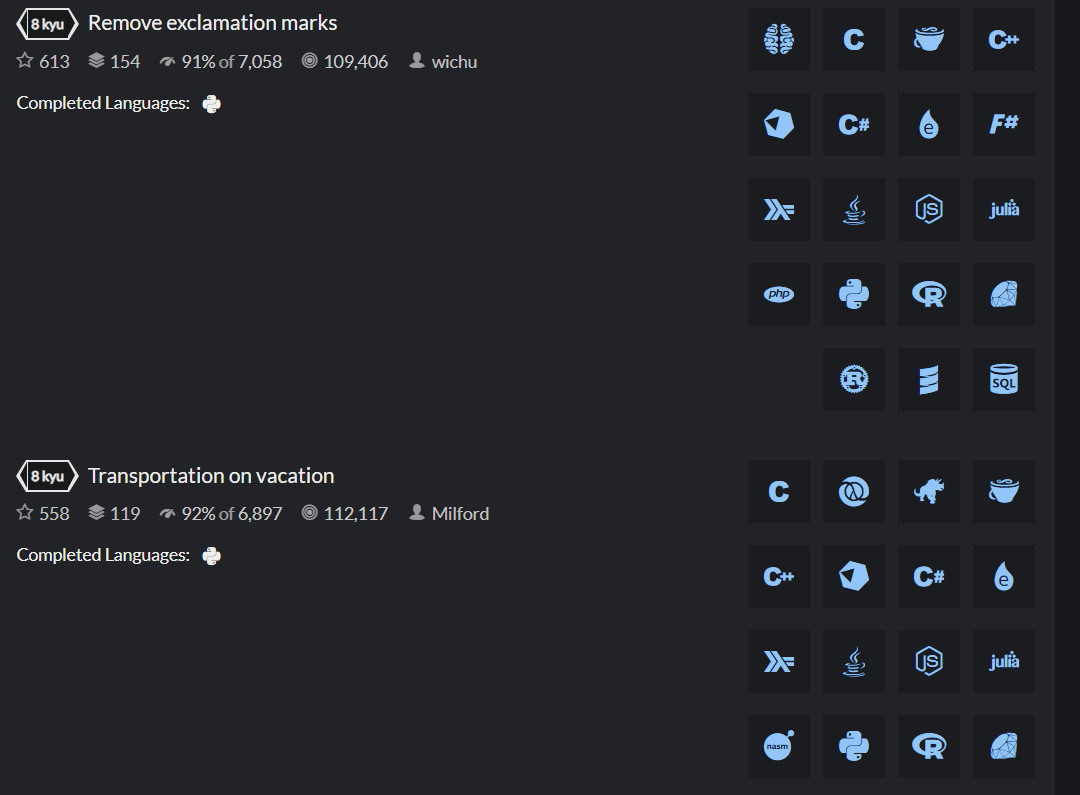 8 kyu Remove exclamation marks
613 154 91% of 7,058 109,406 wichu
Completed Languages:
C C++
C# e F#
JS julia
php R
R SQL
8 kyu Transportation on vacation
558 119 92% of 6,897 112,117 Milford
Completed Languages:
C
C++ C# e
JS julia
nasm R